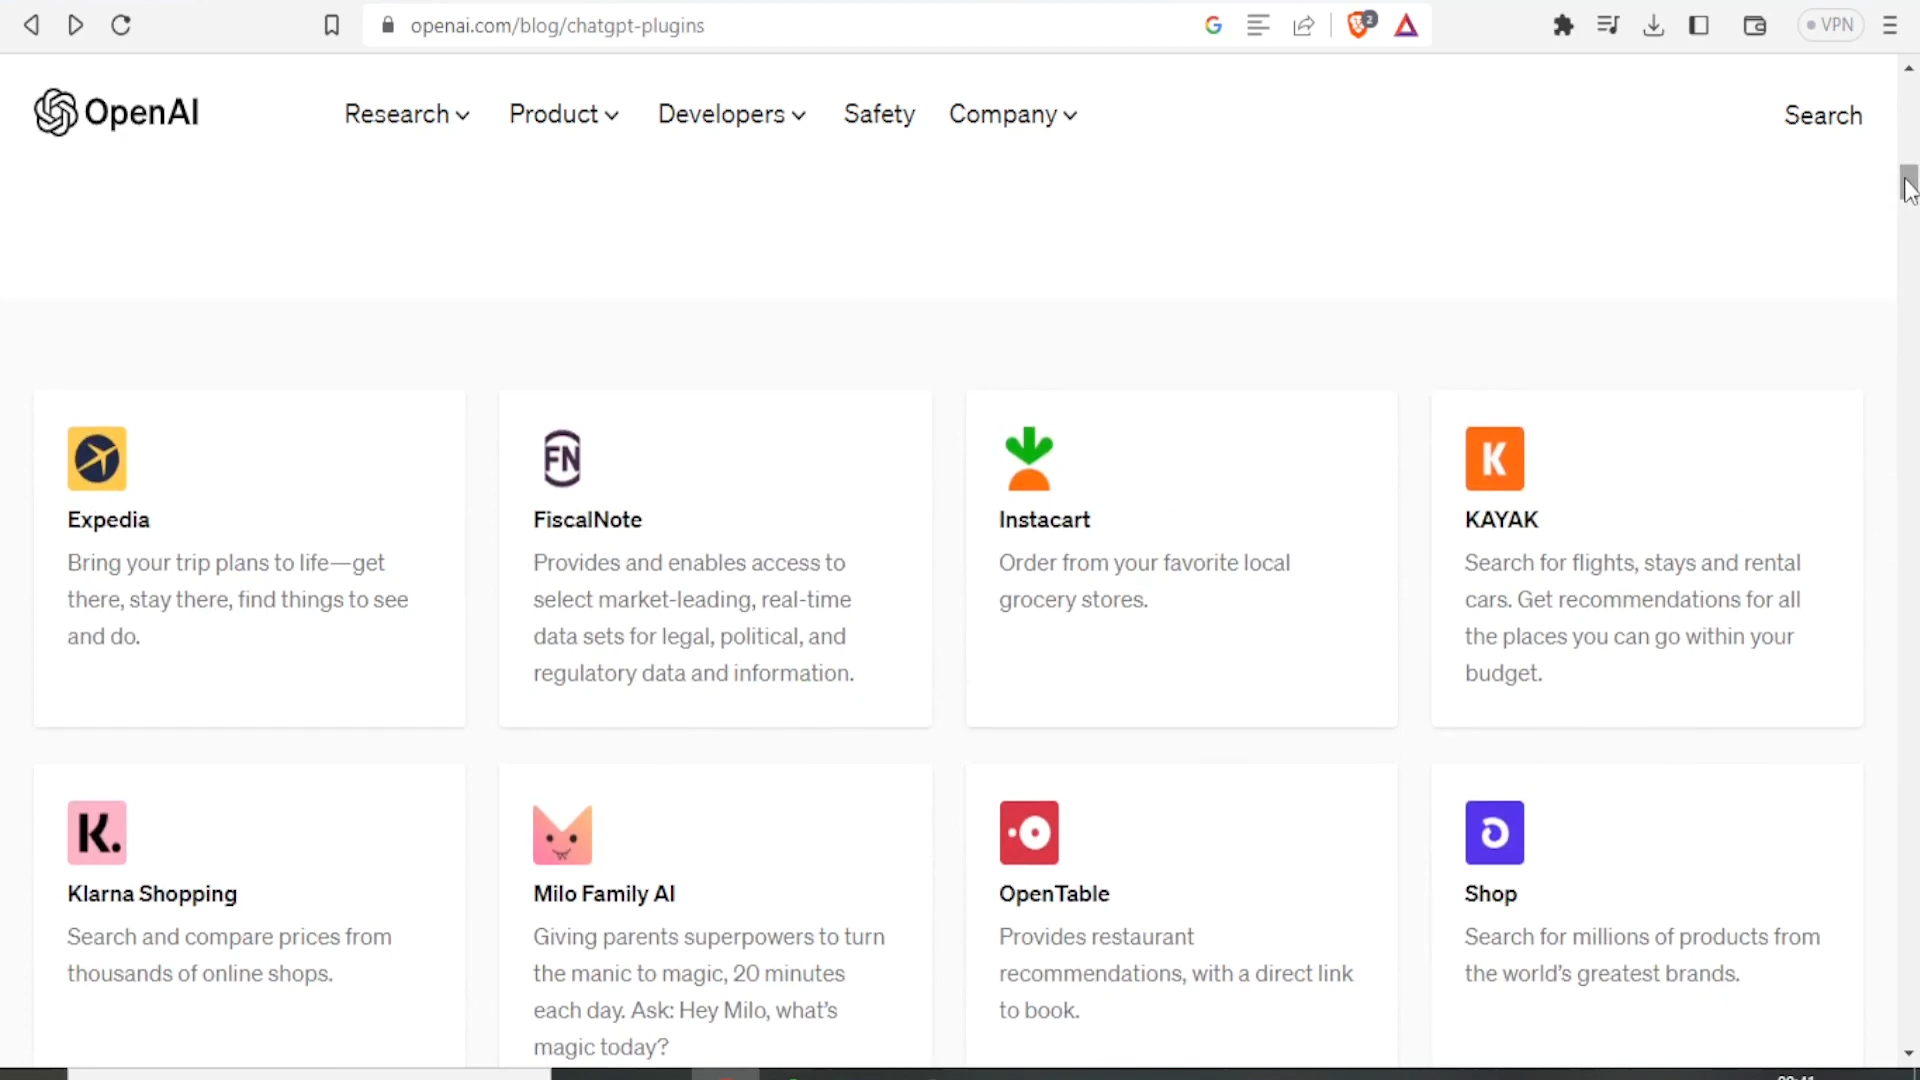 openai.com/blog/chatgpt-plugins
2
VPN
OpenAI
Research
Product
Developers
Safety
Company
Search
FN
K
Expedia
Bring your trip plans to life—get
there, stay there, find things to see
and do.
FiscalNote
Provides and enables access to
select market-leading, real-time
data sets for legal, political, and
regulatory data and information.
Instacart
Order from your favorite local
grocery stores.
KAYAK
Search for flights, stays and rental
cars. Get recommendations for all
the places you can go within your
budget.
K.
Klarna Shopping
Search and compare prices from
thousands of online shops.
Milo Family AI
Giving parents superpowers to turn
the manic to magic, 20 minutes
each day. Ask: Hey Milo, what's
magic today?
OpenTable
Provides restaurant
recommendations, with a direct link
to book.
Shop
Search for millions of products from
the world's greatest brands.